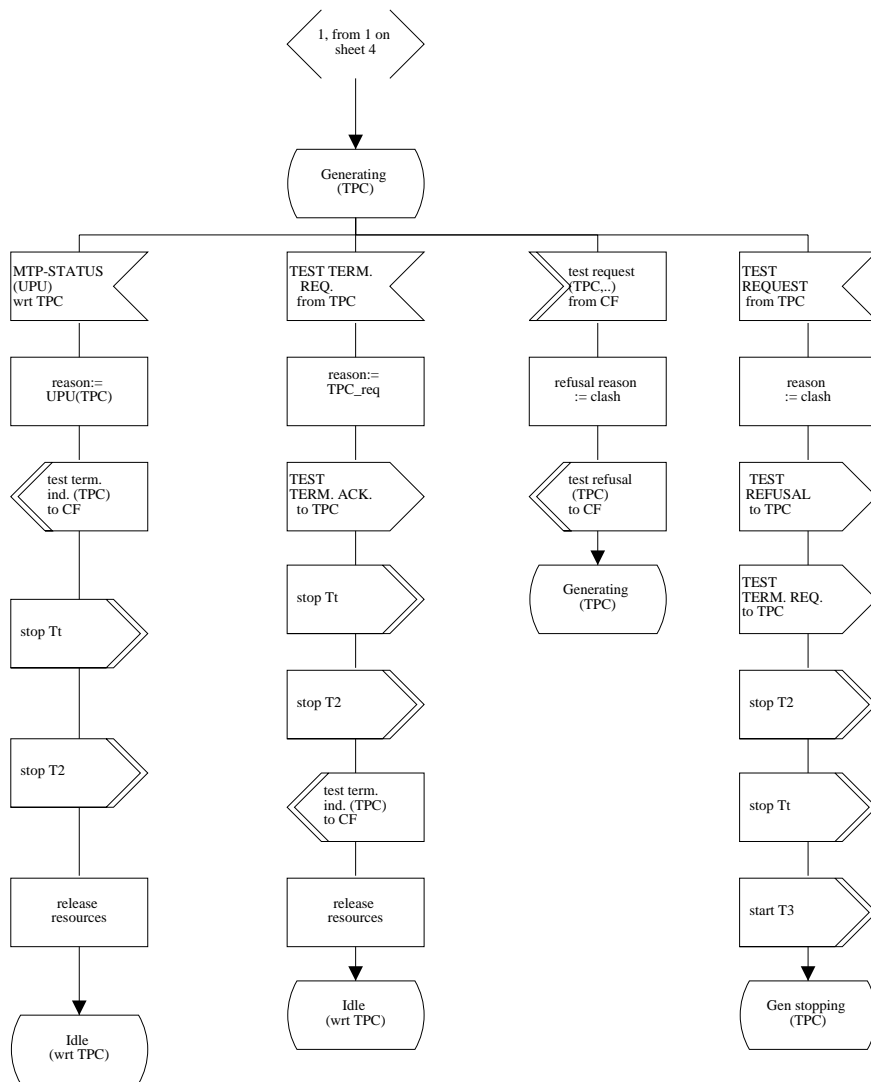 1, from 1 on
sheet 4
Generating
(TPC)
MTP-STATUS
(UPU)
wrt TPC
reason:=
UPU(TPC)
test term.
ind. (TPC)
to CF
stop Tt
stop T2
release
resources
Idle
(wrt TPC)
TEST TERM.
REQ.
from TPC
reason:=
TPC_req
TEST
TERM. ACK.
to TPC
stop Tt
stop T2
test term.
ind. (TPC)
to CF
release
resources
Idle
(wrt TPC)
test request
(TPC,..)
from CF
refusal reason
:= clash
test refusal
(TPC)
to CF
Generating
(TPC)
TEST
REQUEST
from TPC
reason
:= clash
TEST
REFUSAL
to TPC
TEST
TERM. REQ.
to TPC
stop T2
stop Tt
start T3
Gen stopping
(TPC)